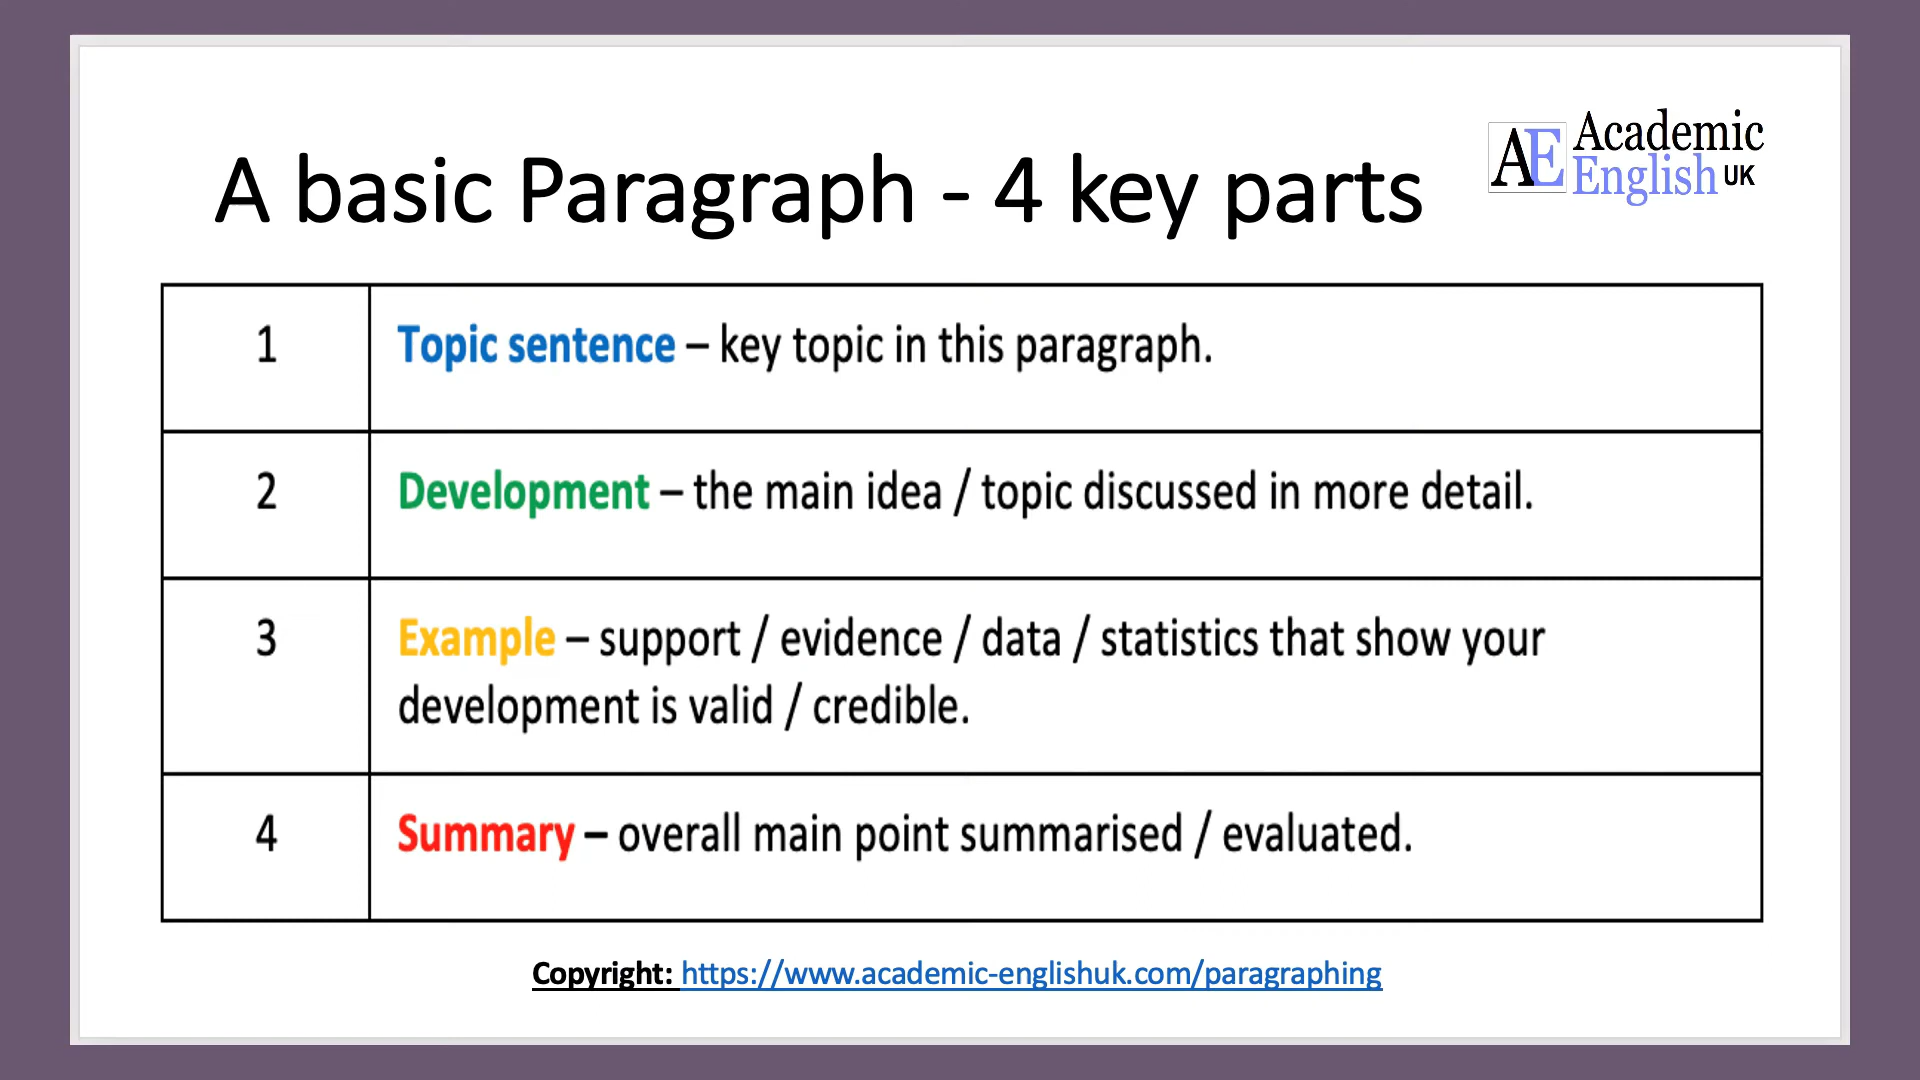 AE Academic
English UK
A basic Paragraph - 4 key parts
1 Topic sentence – key topic in this paragraph.
2 Development – the main idea / topic discussed in more detail.
3 Example – support / evidence / data / statistics that show your
development is valid / credible.
4 Summary – overall main point summarised / evaluated.
Copyright: https://www.academic-englishuk.com/paragraphing